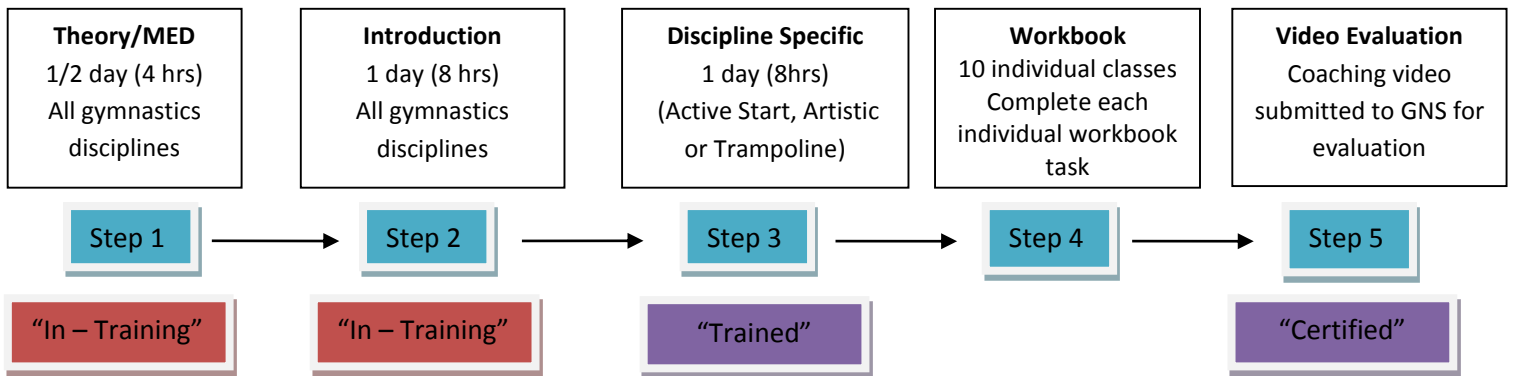 Theory/MED
1/2 day (4 hrs)
All gymnastics
disciplines
Introduction
1 day (8 hrs)
All gymnastics
disciplines
Discipline Specific
1 day (8hrs)
(Active Start, Artistic
or Trampoline)
Workbook
10 individual classes
Complete each
individual workbook
task
Video Evaluation
Coaching video
submitted to GNS for
evaluation
Step 1
Step 2
Step 3
Step 4
Step 5
“In – Training”
“In – Training”
“Trained”
“Certified”